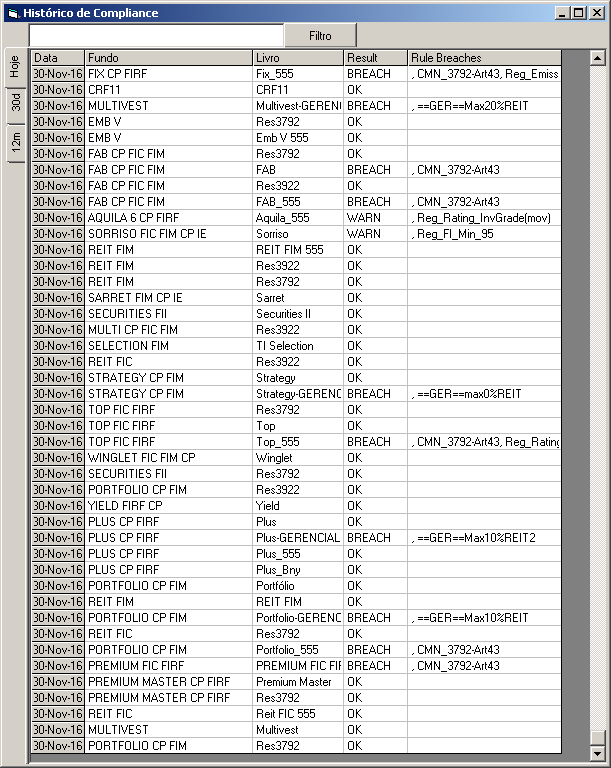 Histórico de Compliance
Filtro
Hoje
30d
12m
Data Fundo Livro Result Rule Breaches
30-Nov-16 FIX CP FIRF Fix_555 BREACH , CMN_3792-Art43, Reg_Emiss
30-Nov-16 CRF11 CRF11 OK
30-Nov-16 MULTIVEST Multivest-GERENC BREACH , ==GER==Max20%REIT
30-Nov-16 EMB V Res3792 OK
30-Nov-16 EMB V Emb V 555 OK
30-Nov-16 FAB CP FIC FIM Res3792 OK
30-Nov-16 FAB CP FIC FIM FAB BREACH , CMN_3792-Art43
30-Nov-16 FAB CP FIC FIM Res3922 OK
30-Nov-16 FAB CP FIC FIM FAB_555 BREACH , CMN_3792-Art43
30-Nov-16 AQUILA 6 CP FIRF Aquila_555 WARN , Reg_Rating_InvGrade(mov)
30-Nov-16 SORRISO FIC FIM CP IE Sorriso WARN , Reg_FI_Min_95
30-Nov-16 REIT FIM REIT FIM 555 OK
30-Nov-16 REIT FIM Res3922 OK
30-Nov-16 REIT FIM Res3792 OK
30-Nov-16 SARRET FIM CP IE Sarret OK
30-Nov-16 SECURITIES FII Securities II OK
30-Nov-16 MULTI CP FIC FIM Res3922 OK
30-Nov-16 SELECTION FIM TI Selection OK
30-Nov-16 REIT FIC Res3922 OK
30-Nov-16 STRATEGY CP FIM Strategy OK
30-Nov-16 STRATEGY CP FIM Strategy-GERENC BREACH , ==GER==max0%REIT
30-Nov-16 TOP FIC FIRF Res3792 OK
30-Nov-16 TOP FIC FIRF Top OK
30-Nov-16 TOP FIC FIRF Top_555 BREACH , CMN_3792-Art43, Reg_Rating
30-Nov-16 WINGLET FIC FIM CP Winglet OK
30-Nov-16 SECURITIES FII Res3792 OK
30-Nov-16 PORTFOLIO CP FIM Res3922 OK
30-Nov-16 YIELD FIRF CP Yield OK
30-Nov-16 PLUS CP FIRF Plus OK
30-Nov-16 PLUS CP FIRF Plus-GERENCIAL BREACH , ==GER==Max10%REIT2
30-Nov-16 PLUS CP FIRF Plus_555 OK
30-Nov-16 PLUS CP FIRF Plus_Bny OK
30-Nov-16 PORTFOLIO CP FIM Portfólio OK
30-Nov-16 REIT FIM REIT FIM OK
30-Nov-16 PORTFOLIO CP FIM Portfolio-GERENC BREACH , ==GER==Max10%REIT
30-Nov-16 REIT FIC Res3792 OK
30-Nov-16 PORTFOLIO CP FIM Portfolio_555 BREACH , CMN_3792-Art43
30-Nov-16 PREMIUM FIC FIRF PREMIUM FIC FIF BREACH , CMN_3792-Art43
30-Nov-16 PREMIUM MASTER CP FIRF Premium Master OK
30-Nov-16 PREMIUM MASTER CP FIRF Res3792 OK
30-Nov-16 REIT FIC Reit FIC 555 OK
30-Nov-16 MULTIVEST Multivest OK
30-Nov-16 PORTFOLIO CP FIM Res3792 OK